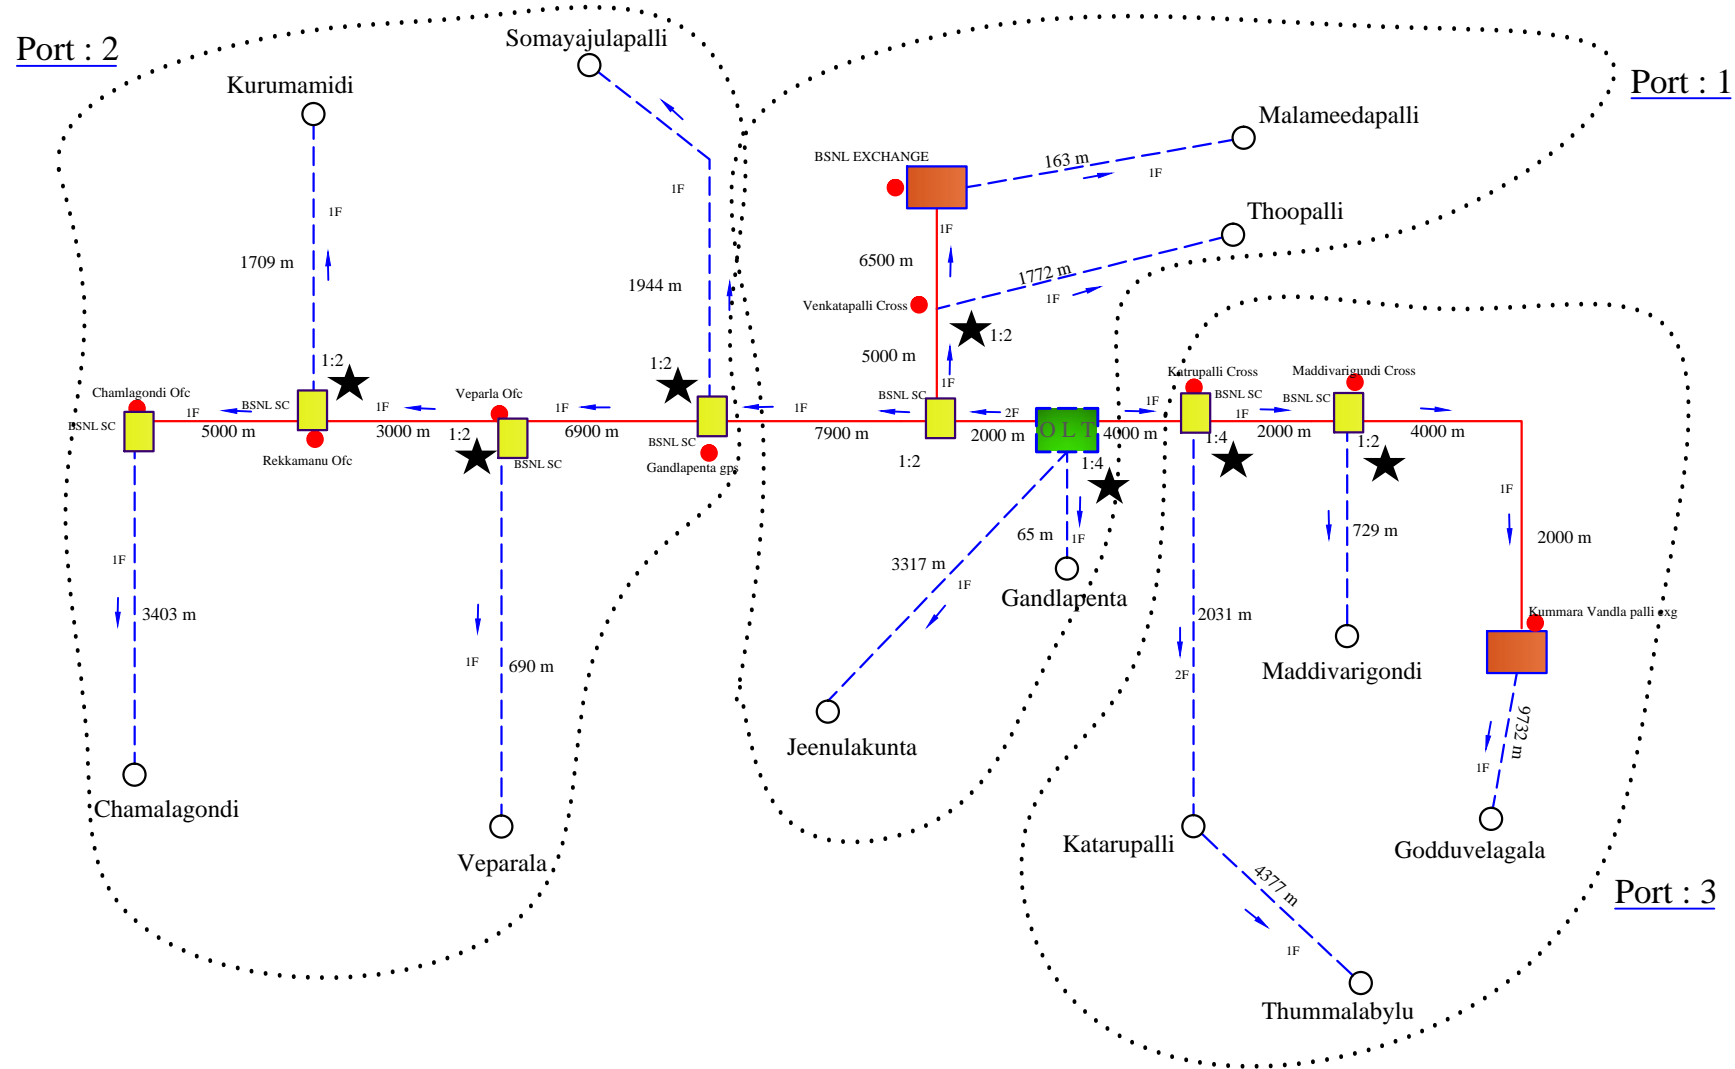 Port : 2
Somayajulapalli
Port : 1
Kurumamidi
Malameedapalli
BSNL EXCHANGE
163 m
1F
1F
Thoopalli
1F
1F
1709 m
6500 m
1772 m
1944 m
1F
Venkatapalli Cross
1:2
5000 m
1:2
1:2
Katrupalli Cross
Maddivarigundi Cross
Chamlagondi Ofc
Veparla Ofc
1F
BSNL SC
BSNL SC
BSNL SC
BSNL SC
1F
1F
1F
1F
2F
1F
1F
BSNL SC
5000 m
3000 m
1:2
6900 m
BSNL SC
7900 m
2000 m
OLT
4000 m
1:4
2000 m
1:2
4000 m
Rekkamanu Ofc
BSNL SC
Gandlapenta gps
1:2
1:4
1F
1F
65 m
1F
729 m
2000 m
3317 m
1F
Gandlapenta
3403 m
2031 m
Kummara Vandla palli exg
1F
690 m
2F
Maddivarigondi
9732 m
Jeenulakunta
1F
Chamalagondi
Veparala
Katarupalli
Godduvelagala
4377 m
Port : 3
1F
Thummalabylu